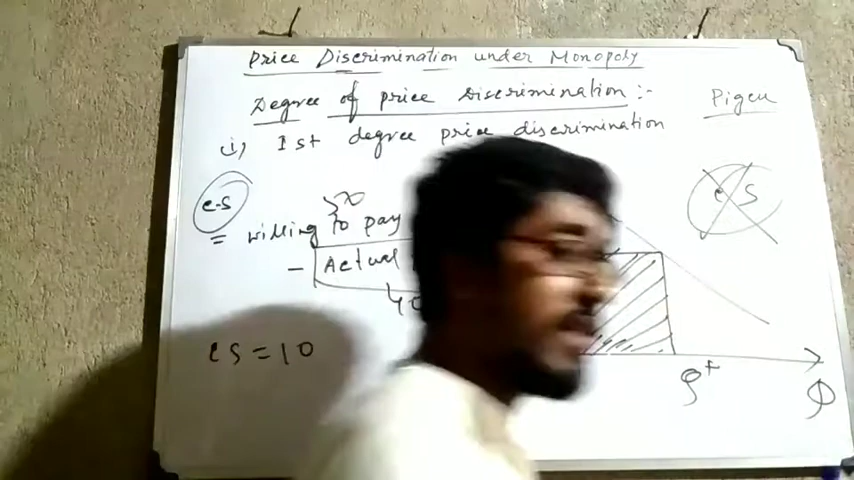 Price Discrimination under Monopoly
Degree of price Discrimination :-
Pigou
i) 1st degree price discrimination
c.s
50
= willing to pay
- Actual
40
cs = 10
c s
Q*
Q